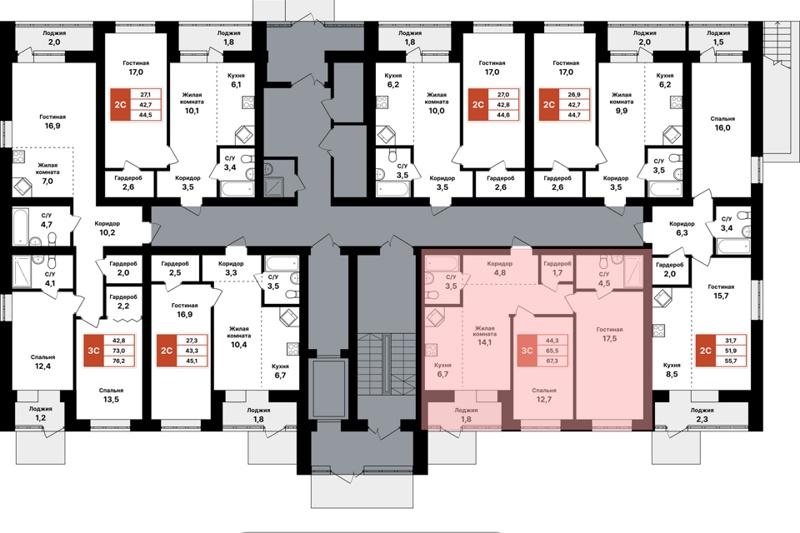 Лоджия
2,0
Лоджия
1,8
Лоджия
1,8
Лоджия
2,0
Лоджия
1,5
Гостиная
17,0
2С
27,1
42,7
44,5
Жилая
комната
10,1
Кухня
6,1
С/У
3,4
Гардероб
2,6
Коридор
3,5
Гостиная
16,9
Жилая
комната
7,0
Кухня
6,2
Жилая
комната
10,0
Гостиная
17,0
2С
27,0
42,8
44,6
С/У
3,5
Коридор
3,5
Гардероб
2,6
Гостиная
17,0
2С
26,9
42,7
44,7
Жилая
комната
9,9
Кухня
6,2
С/У
3,5
Гардероб
2,6
Коридор
3,5
Спальня
16,0
С/У
4,7
Коридор
10,2
Коридор
6,3
С/У
3,4
С/У
4,1
Гардероб
2,0
Гардероб
2,2
3С
42,8
73,0
76,2
Спальня
12,4
Спальня
13,5
Лоджия
1,2
Гардероб
2,5
Коридор
3,3
С/У
3,5
Гостиная
16,9
2С
27,3
43,3
45,1
Жилая
комната
10,4
Кухня
6,7
Лоджия
1,8
С/У
3,5
Коридор
4,8
Гардероб
1,7
С/У
4,5
Жилая
комната
14,1
Кухня
6,7
3С
44,3
65,5
67,3
Спальня
12,7
Гостиная
17,5
Лоджия
1,8
Гардероб
2,0
Гостиная
15,7
2С
31,7
51,9
55,7
Кухня
8,5
Лоджия
2,3